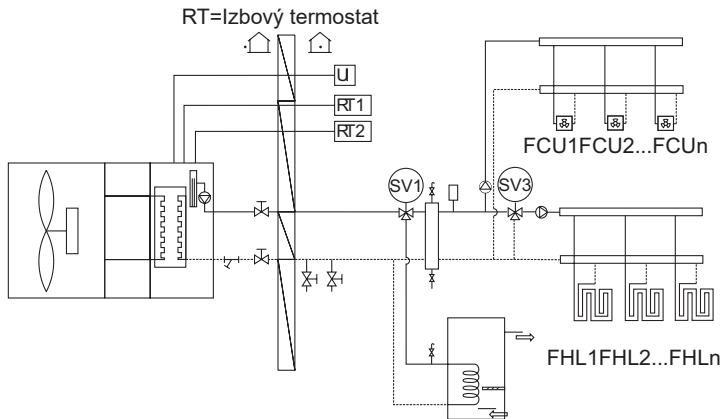 RT=Izbový termostat
U
RT1
RT2
FCU1FCU2...FCUn
SV1
SV3
FHL1FHL2...FHLn